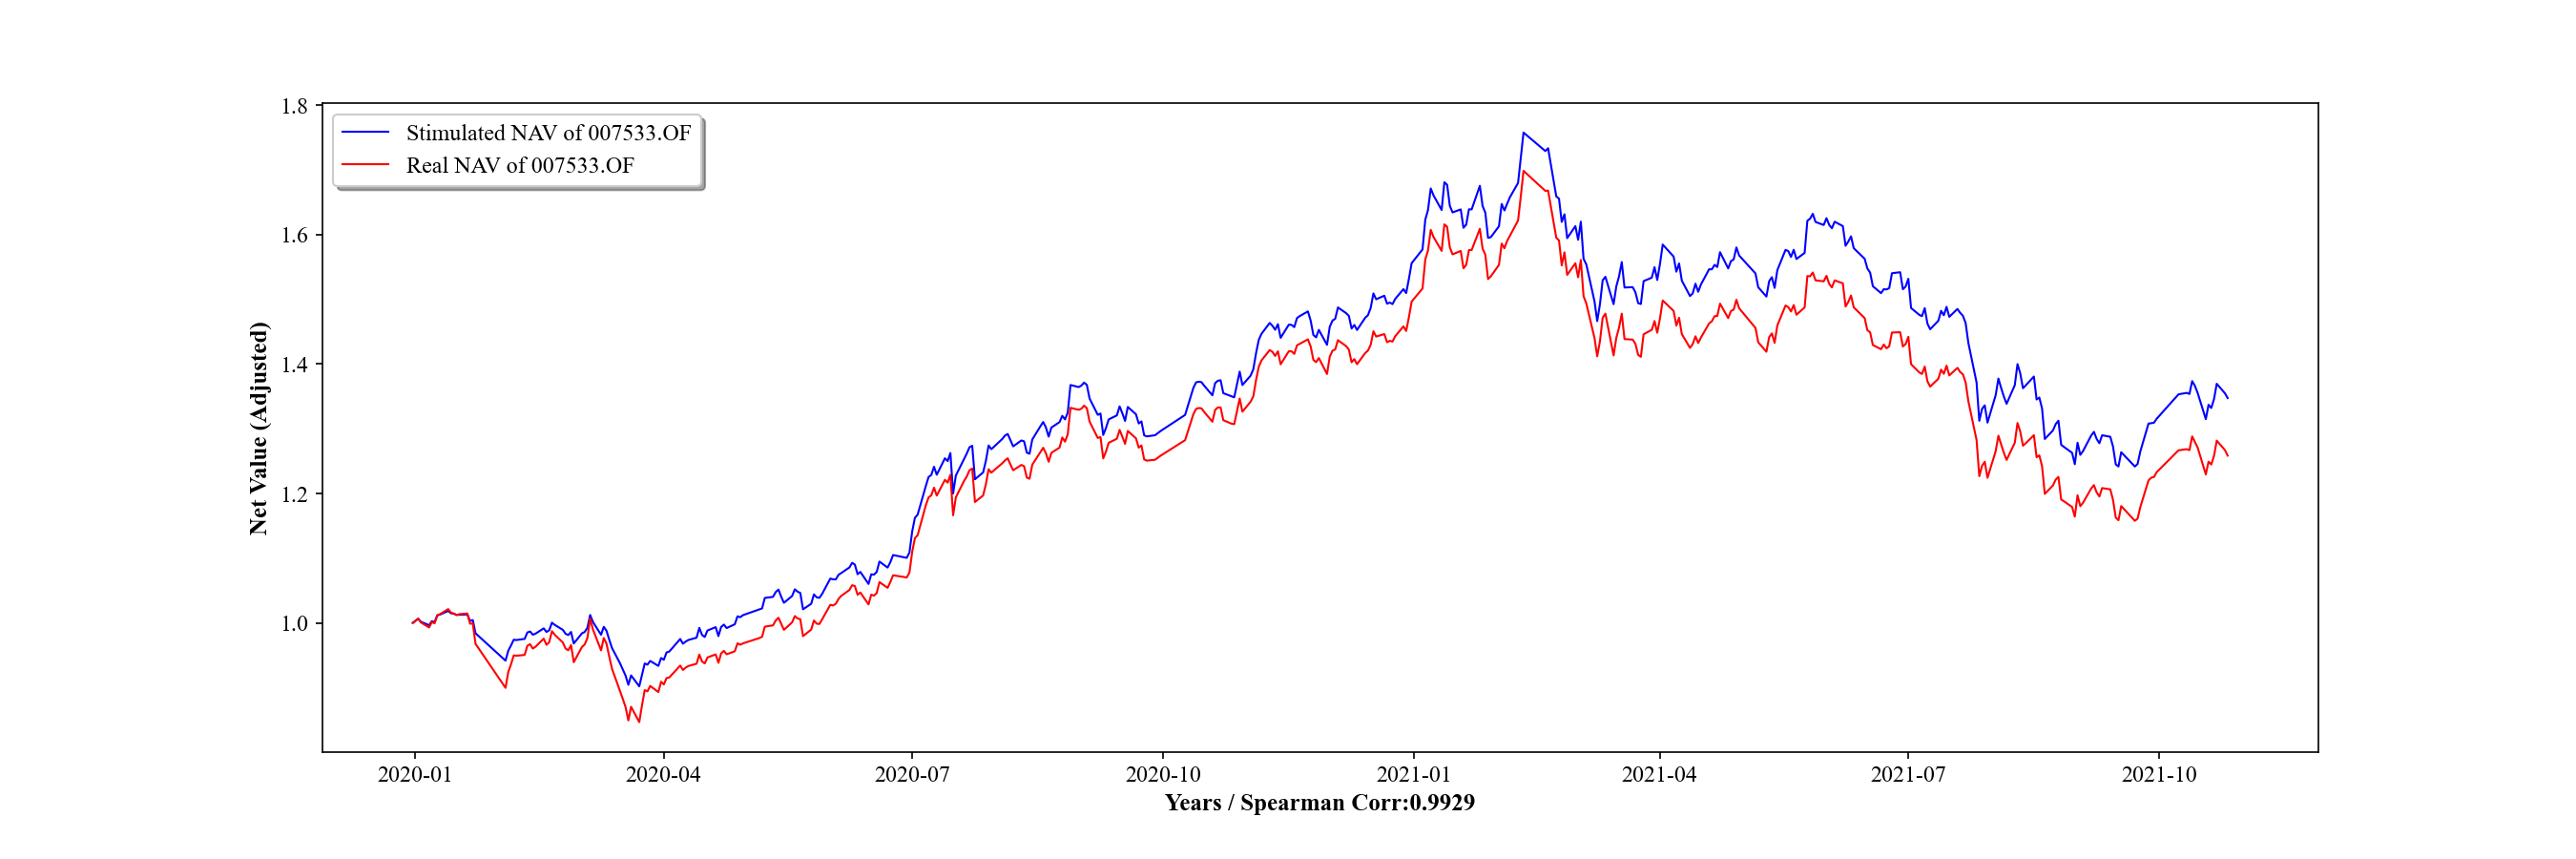 Stimulated NAV of 007533.OF
Real NAV of 007533.OF
Net Value (Adjusted)
1.8
1.6
1.4
1.2
1.0
2020-01 2020-04 2020-07 2020-10 2021-01 2021-04 2021-07 2021-10
Years / Spearman Corr:0.9929